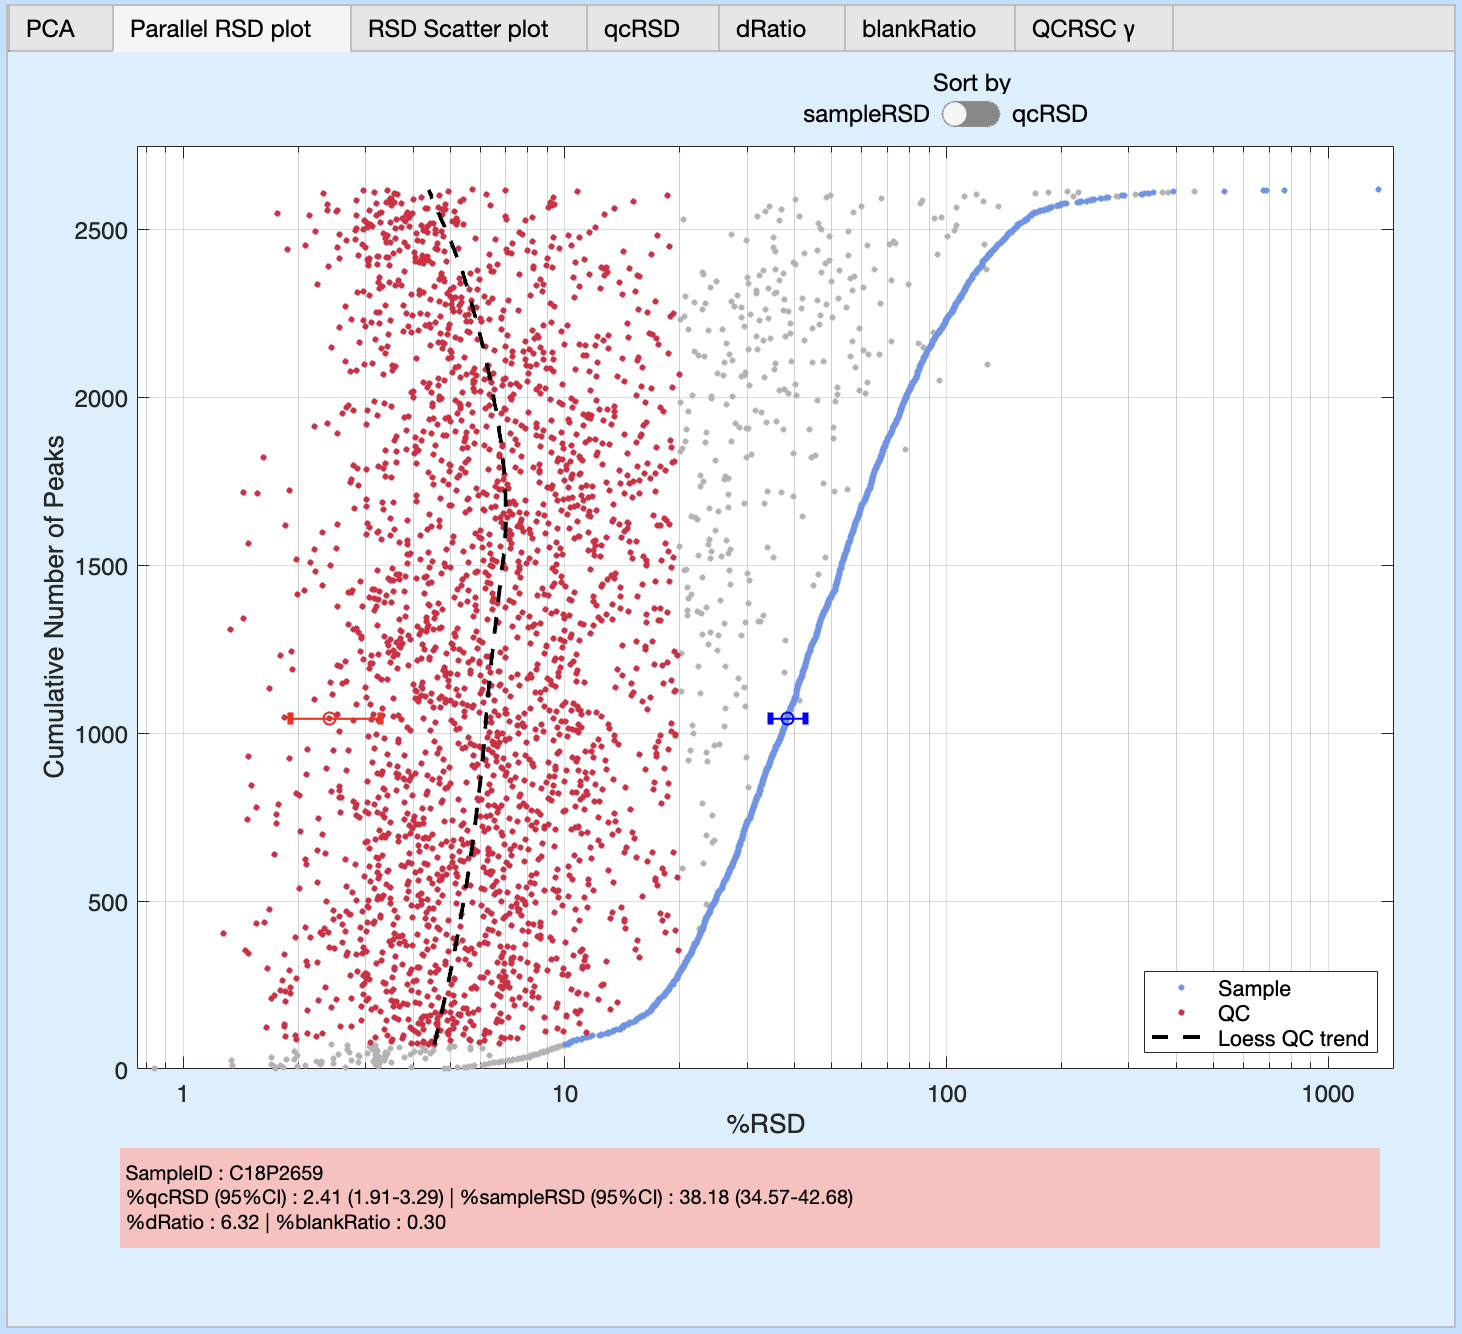 PCA
Parallel RSD plot
RSD Scatter plot
qcRSD
dRatio
blankRatio
QCRSC γ
Sort by
sampleRSD
qcRSD
Cumulative Number of Peaks
2500
2000
1500
1000
500
0
1
10
100
1000
%RSD
Sample
QC
Loess QC trend
SampleID : C18P2659
%qcRSD (95%CI) : 2.41 (1.91-3.29) | %sampleRSD (95%CI) : 38.18 (34.57-42.68)
%dRatio : 6.32 | %blankRatio : 0.30